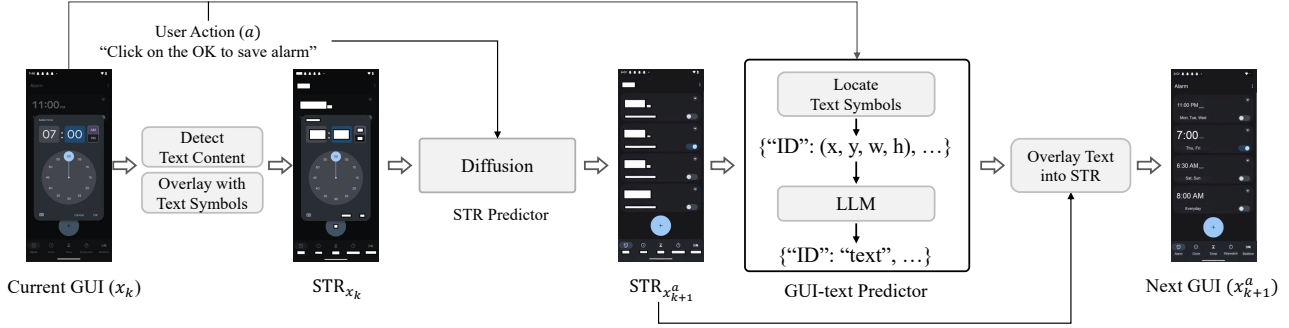 User Action (a)
“Click on the OK to save alarm”
Alarm
11:00 PM
07 : 00
Detect
Text Content
Overlay with
Text Symbols
Diffusion
STR Predictor
Locate
Text Symbols
{“ID”: (x, y, w, h), …}
LLM
{“ID”: “text”, …}
GUI-text Predictor
Overlay Text
into STR
Alarm
11:00 PM
Mon, Tue, Wed
7:00
Thu, Fri
8:30 AM
Sat, Sun
8:00 AM
Everyday
Current GUI (x_k)
STR_{x_k}
STR_{x^a_{k+1}}
Next GUI (x^a_{k+1})